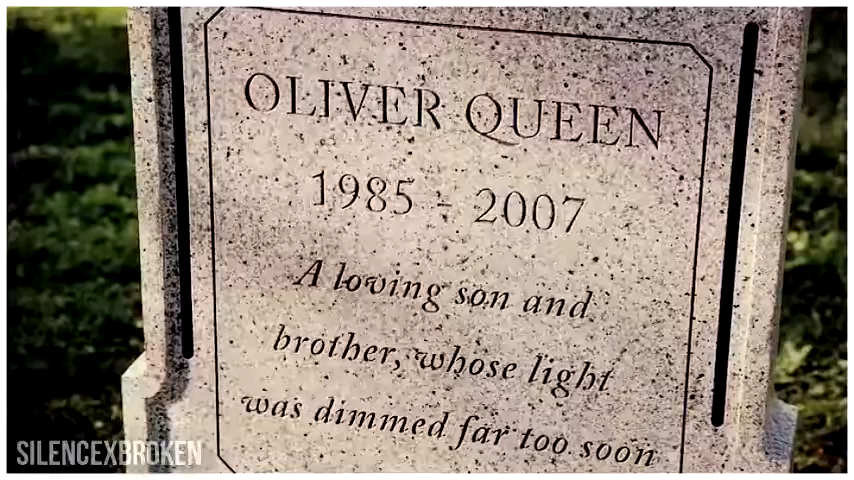 OLIVER QUEEN
1985 - 2007
A loving son and
brother, whose light
was dimmed far too soon
SILENCEXBROKEN